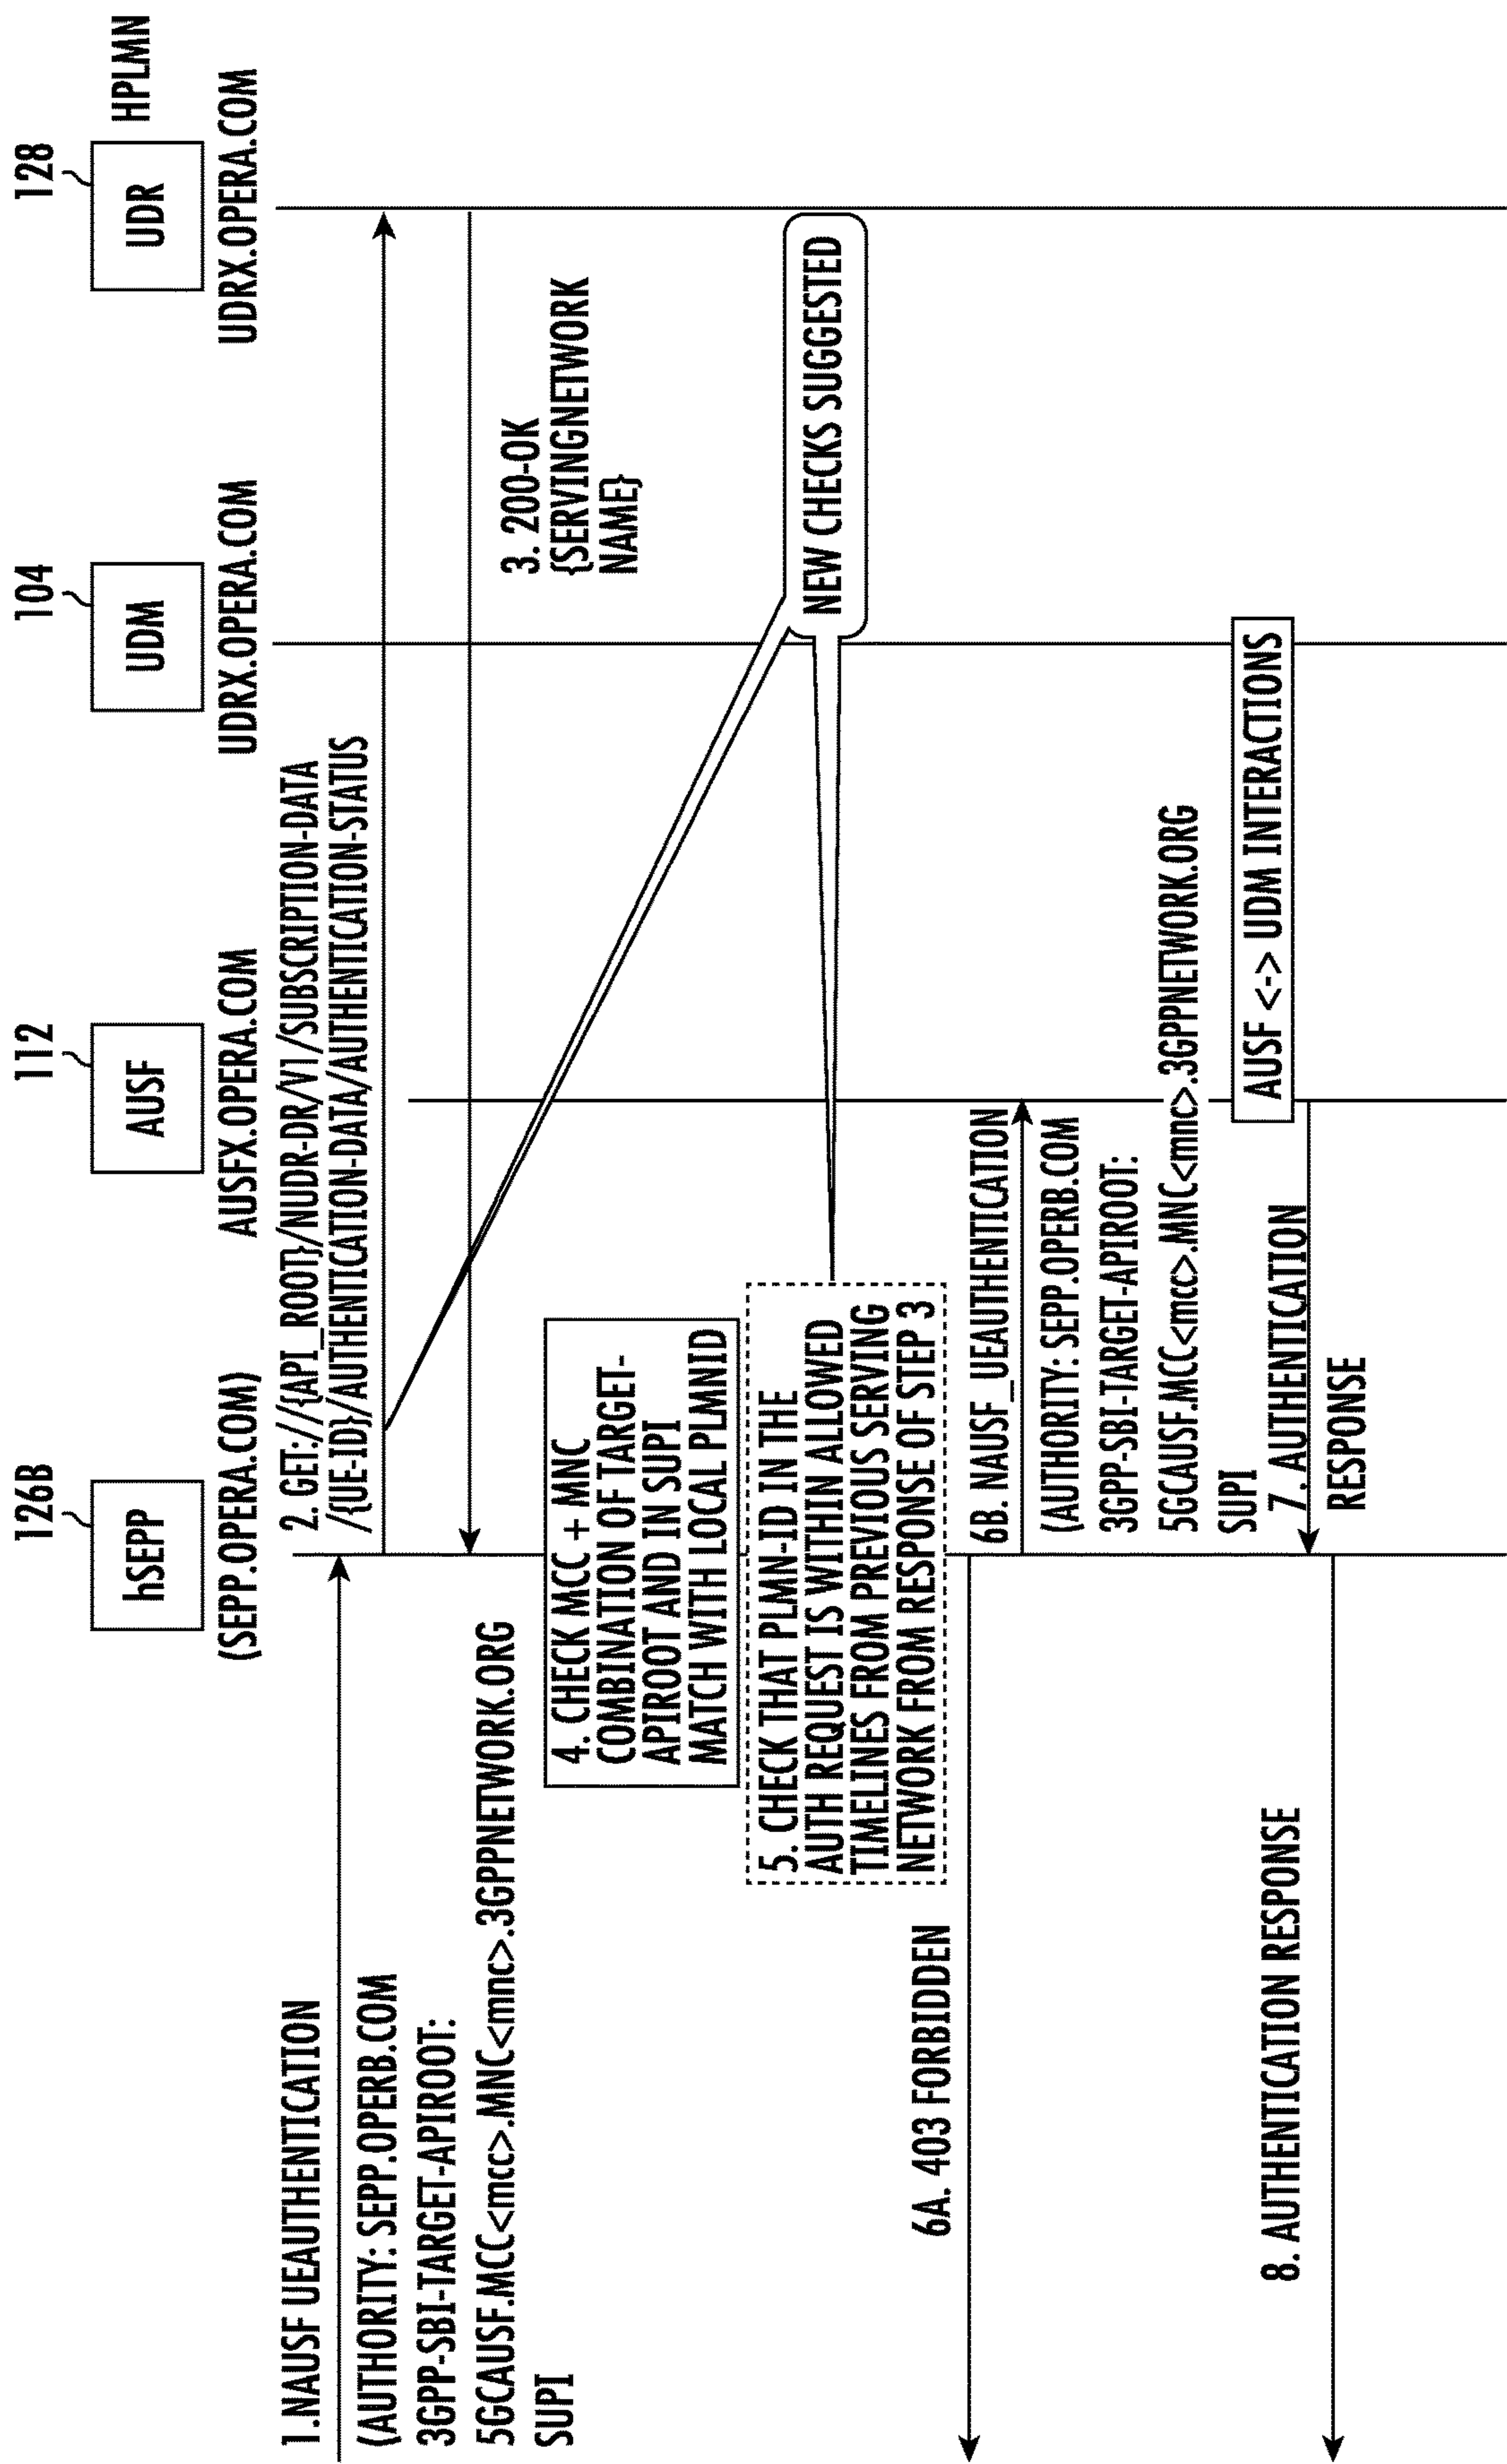 126B
hSEPP
(SEPP.OPERA.COM)
112
AUSF
AUSFX.OPERA.COM
104
UDM
UDRX.OPERA.COM
128
UDR
UDRX.OPERA.COM
HPLMN
1.NAUSF UEAUTHENTICATION
(AUTHORITY: SEPP.OPERB.COM
3GPP-SBI-TARGET-APIROOT:
5GCAUSF.MCC<mcc>.MNC<mnc>.3GPPNETWORK.ORG
SUPI
2. GET://{API_ROOT}/NUDR-DR/V1/SUBSCRIPTION-DATA
/{UE-ID}/AUTHENTICATION-DATA/AUTHENTICATION-STATUS
3. 200-OK
{SERVINGNETWORK
NAME}
4. CHECK MCC + MNC
COMBINATION OF TARGET-
APIROOT AND IN SUPI
MATCH WITH LOCAL PLMNID
NEW CHECKS SUGGESTED
5. CHECK THAT PLMN-ID IN THE
AUTH REQUEST IS WITHIN ALLOWED
TIMELINES FROM PREVIOUS SERVING
NETWORK FROM RESPONSE OF STEP 3
6A. 403 FORBIDDEN
6B. NAUSF_UEAUTHENTICATION
(AUTHORITY: SEPP.OPERB.COM
3GPP-SBI-TARGET-APIROOT:
5GCAUSF.MCC<mcc>.MNC<mnc>.3GPPNETWORK.ORG
SUPI
AUSF <-> UDM INTERACTIONS
7. AUTHENTICATION
RESPONSE
8. AUTHENTICATION RESPONSE